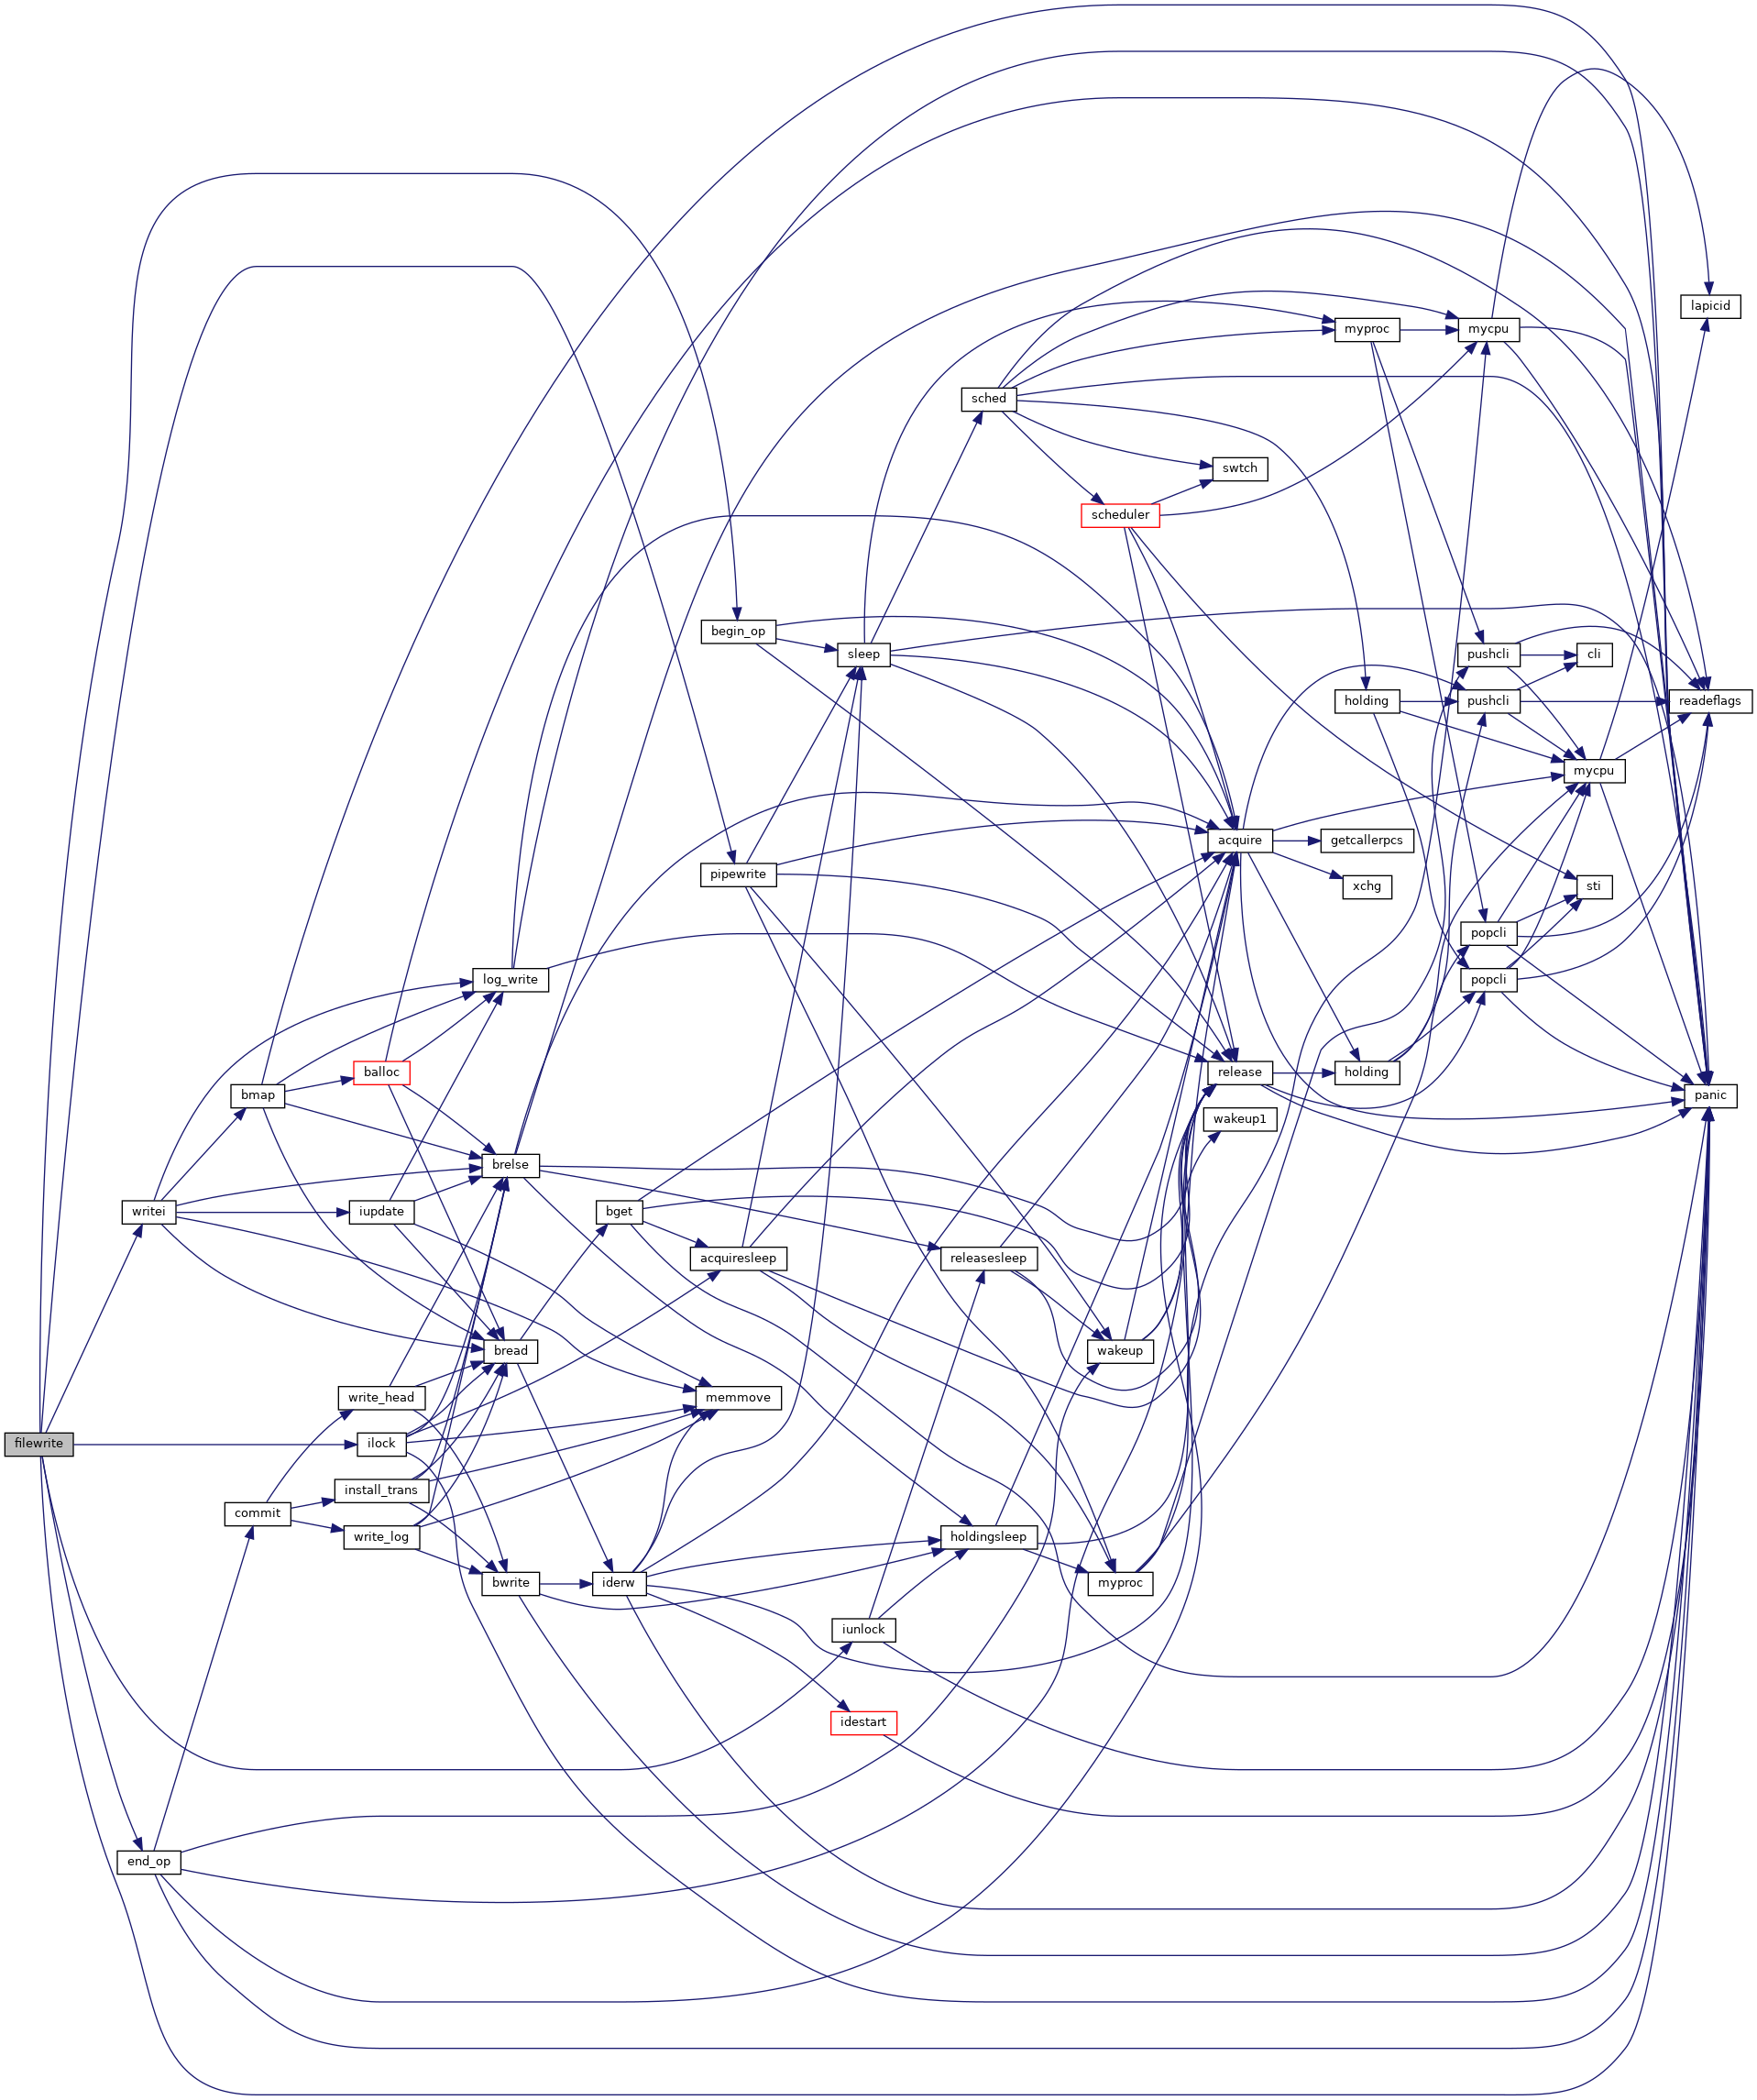 lapicid
myproc
mycpu
sched
swtch
scheduler
begin_op
sleep
pushcli
cli
holding
pushcli
readeflags
mycpu
acquire
getcallerpcs
pipewrite
xchg
sti
popcli
log_write
popcli
balloc
release
holding
bmap
panic
wakeup1
brelse
writei
iupdate
bget
acquiresleep
releasesleep
bread
wakeup
write_head
memmove
filewrite
ilock
install_trans
commit
write_log
holdingsleep
bwrite
iderw
myproc
iunlock
idestart
end_op